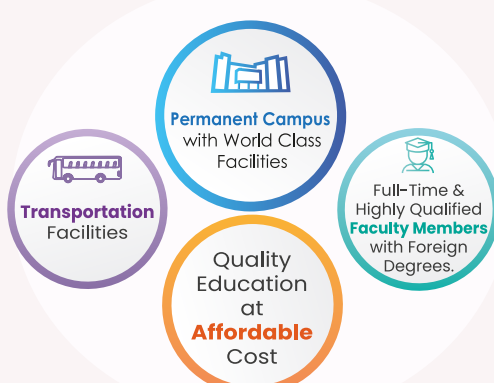 Permanent Campus
with World Class
Facilities
Transportation
Facilities
Full-Time &
Highly Qualified
Faculty Members
with Foreign
Degrees.
Quality
Education
at
Affordable
Cost